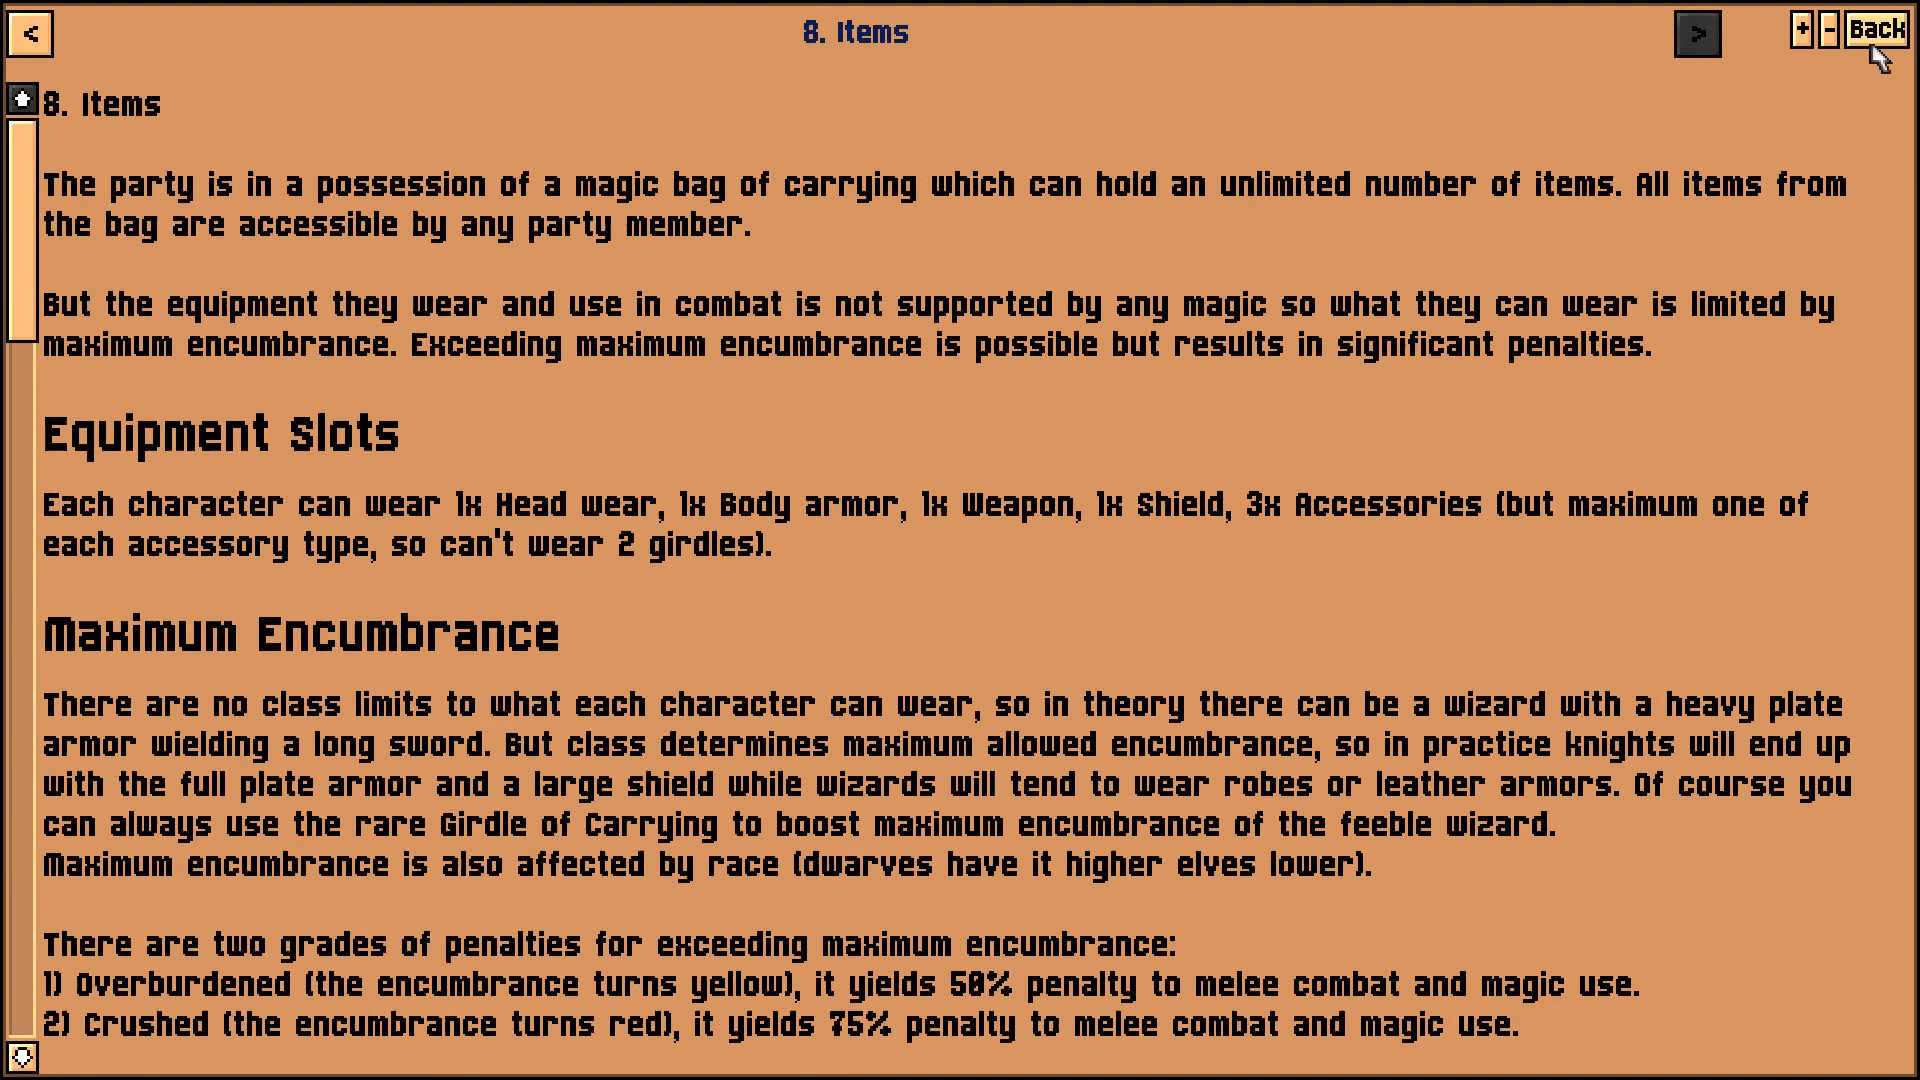 <
8. Items
>
+
-
Back
8. Items
The party is in a possession of a magic bag of carrying which can hold an unlimited number of items. All items from
the bag are accessible by any party member.
But the equipment they wear and use in combat is not supported by any magic so what they can wear is limited by
maximum encumbrance. Exceeding maximum encumbrance is possible but results in significant penalties.
Equipment Slots
Each character can wear 1x Head wear, 1x Body armor, 1x Weapon, 1x Shield, 3x Accessories (but maximum one of
each accessory type, so can't wear 2 girdles).
Maximum Encumbrance
There are no class limits to what each character can wear, so in theory there can be a wizard with a heavy plate
armor wielding a long sword. But class determines maximum allowed encumbrance, so in practice knights will end up
with the full plate armor and a large shield while wizards will tend to wear robes or leather armors. Of course you
can always use the rare Girdle of Carrying to boost maximum encumbrance of the feeble wizard.
Maximum encumbrance is also affected by race (dwarves have it higher elves lower).
There are two grades of penalties for exceeding maximum encumbrance:
1) Overburdened (the encumbrance turns yellow), it yields 50% penalty to melee combat and magic use.
2) Crushed (the encumbrance turns red), it yields 75% penalty to melee combat and magic use.